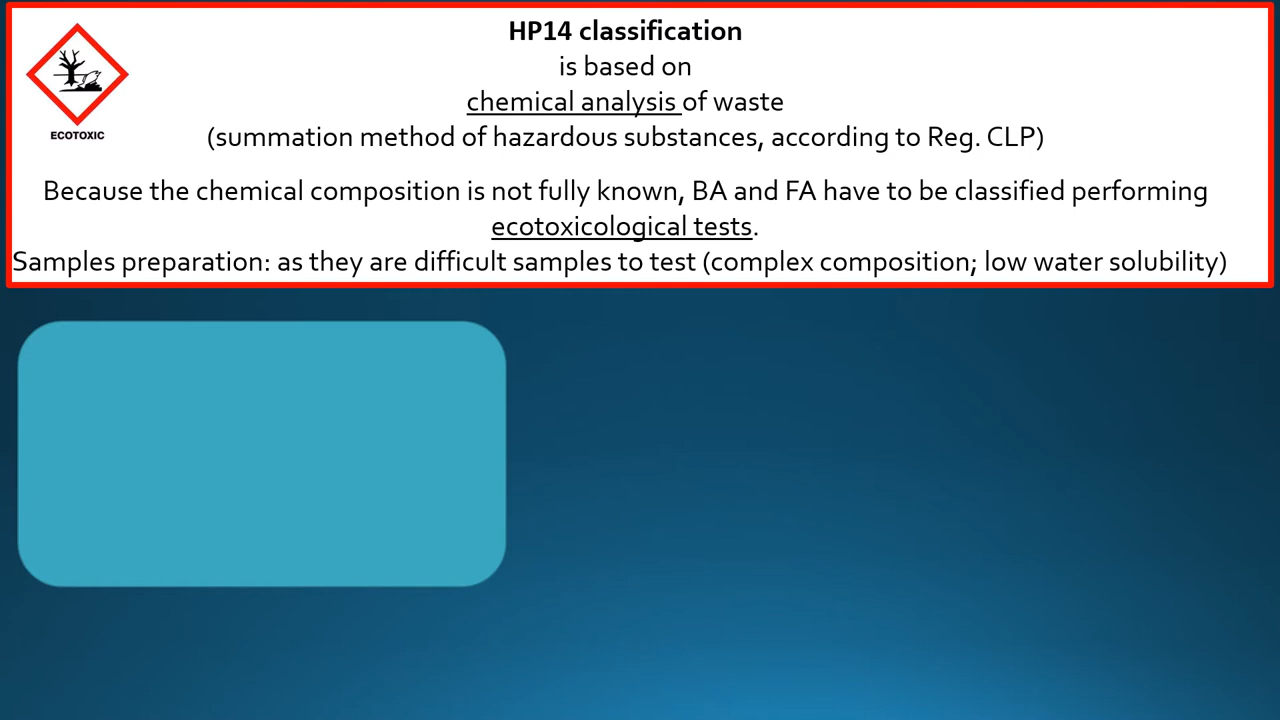 HP14 classification
is based on
chemical analysis of waste
(summation method of hazardous substances, according to Reg. CLP)
ECOTOXIC
Because the chemical composition is not fully known, BA and FA have to be classified performing
ecotoxicological tests.
Samples preparation: as they are difficult samples to test (complex composition; low water solubility)